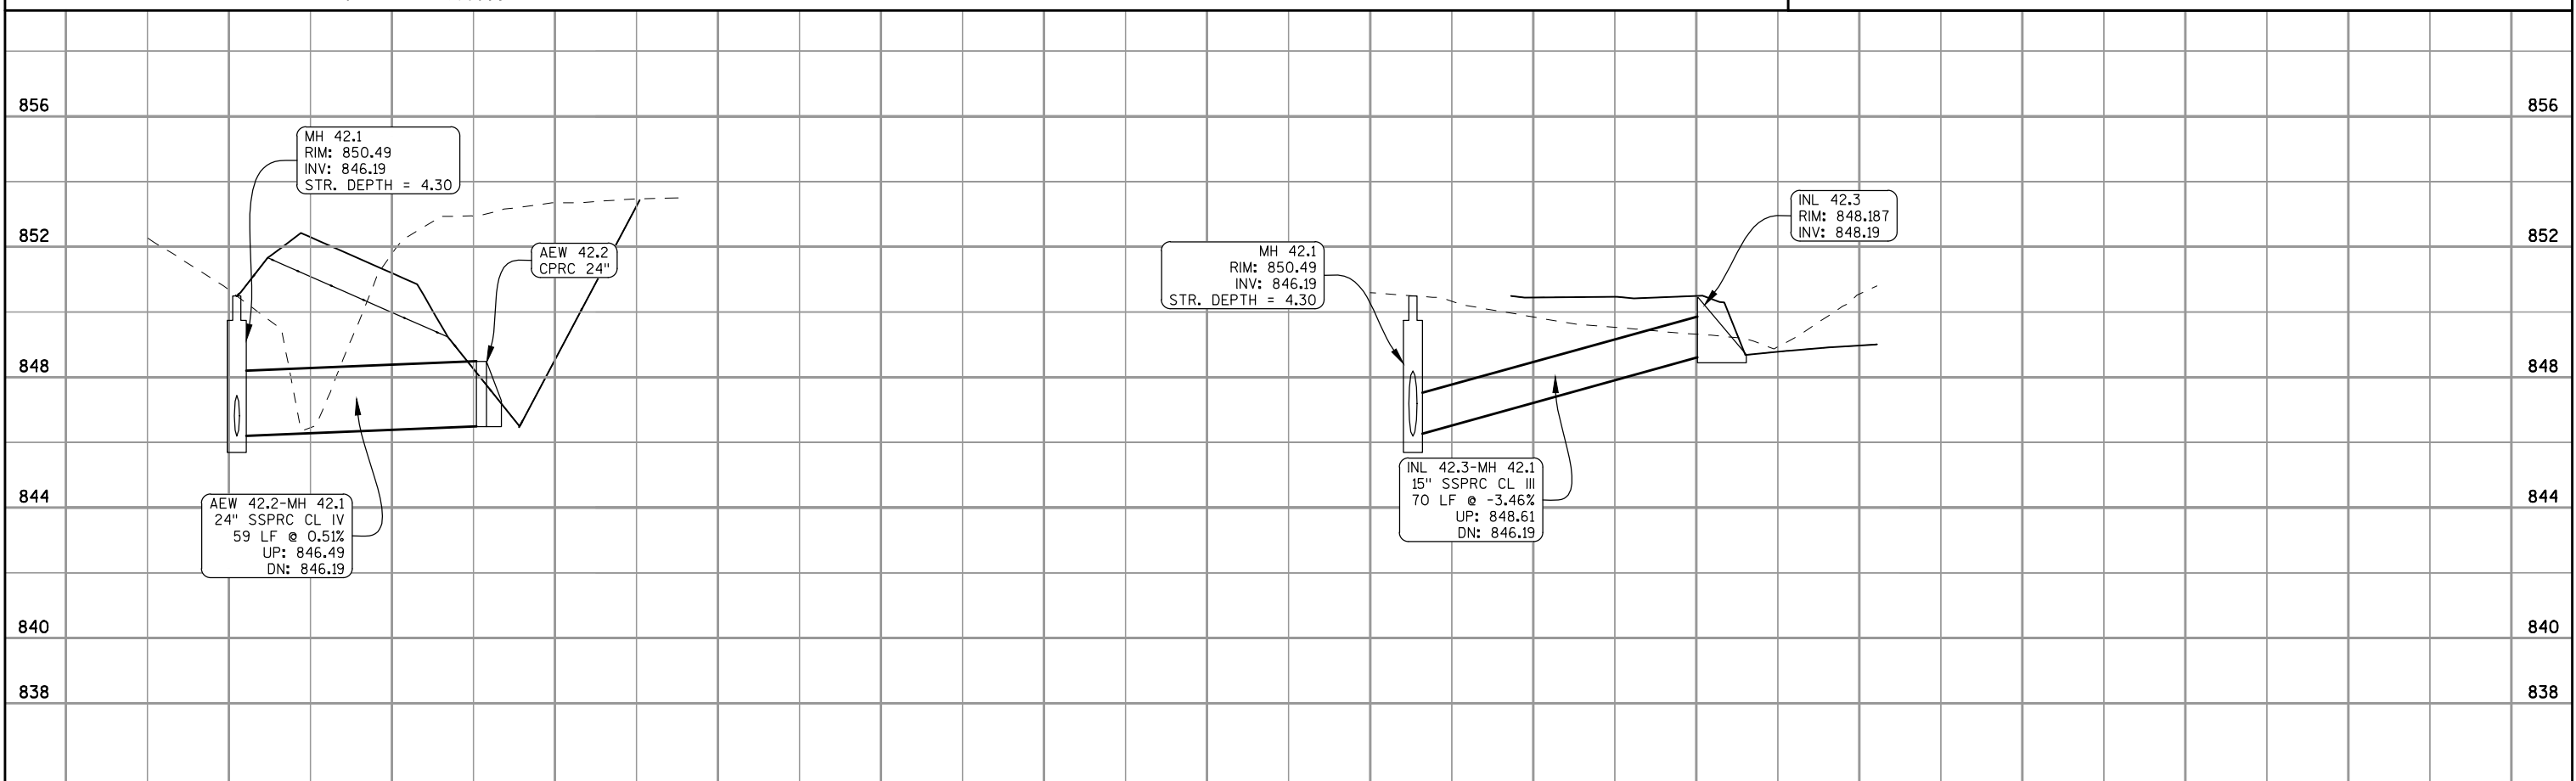 856
856
MH 42.1
RIM: 850.49
INV: 846.19
STR. DEPTH = 4.30
INL 42.3
RIM: 848.187
INV: 848.19
852
852
AEW 42.2
CPRC 24"
MH 42.1
RIM: 850.49
INV: 846.19
STR. DEPTH = 4.30
848
848
INL 42.3-MH 42.1
15" SSPRC CL III
70 LF @ -3.46%
UP: 848.61
DN: 846.19
844
844
AEW 42.2-MH 42.1
24" SSPRC CL IV
59 LF @ 0.51%
UP: 846.49
DN: 846.19
840
840
838
838